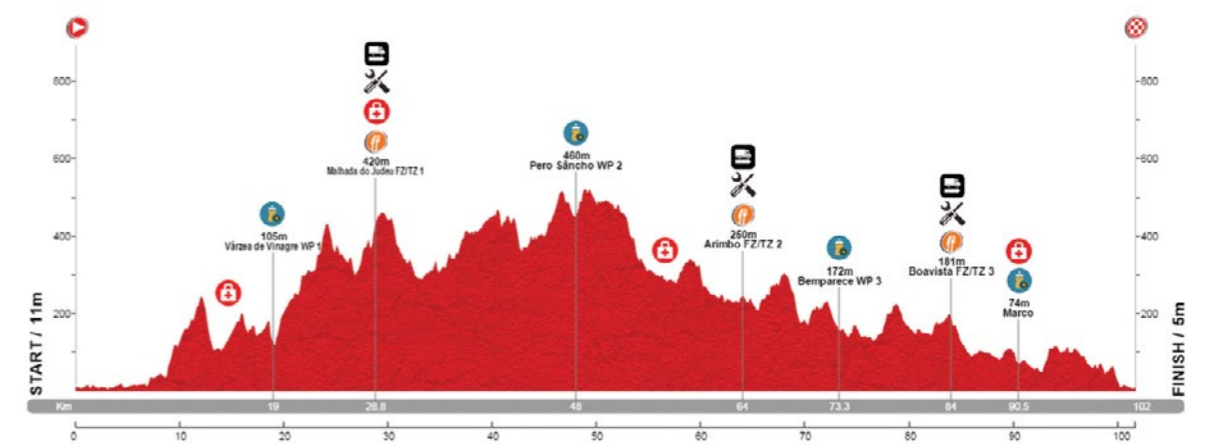 800
800
600
600
400
400
200
200
START / 11m
FINISH / 5m
105m
Várzea de Vinagre WP 1
420m
Malhada do Judeu FZ/TZ 1
460m
Pero Sáncho WP 2
250m
Arimbo FZ/TZ 2
172m
Bemparece WP 3
181m
Boavista FZ/TZ 3
74m
Marco
Km 19 28.8 48 64 73.3 84 90.5 102
0 10 20 30 40 50 60 70 80 90 100